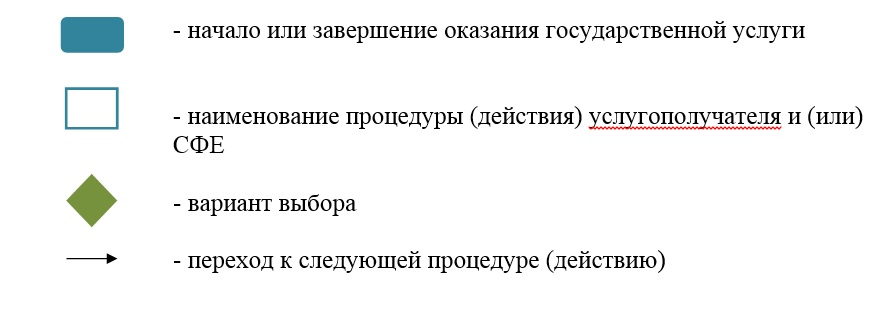 - начало или завершение оказания государственной услуги
- наименование процедуры (действия) услугополучателя и (или)
СФЕ
- вариант выбора
- переход к следующей процедуре (действию)